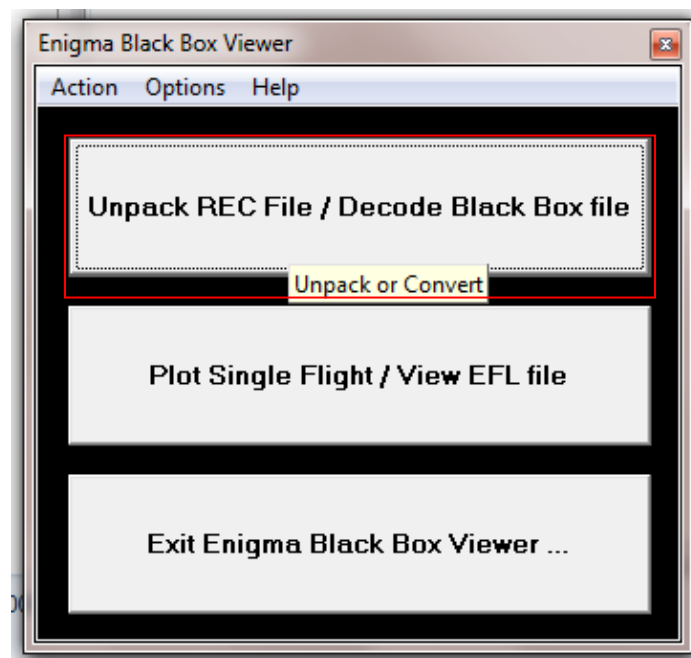 Enigma Black Box Viewer
Action Options Help
Unpack REC File / Decode Black Box file
Unpack or Convert
Plot Single Flight / View EFL file
Exit Enigma Black Box Viewer ...